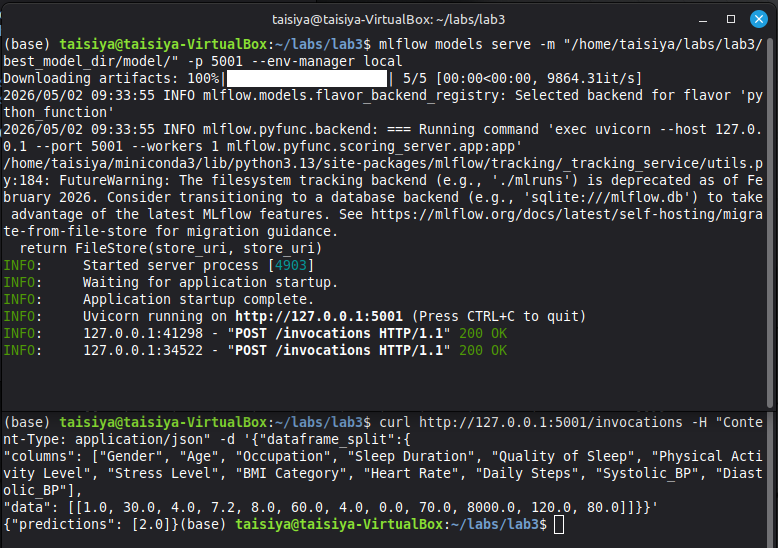 taisiya@taisiya-VirtualBox: ~/labs/lab3
(base) taisiya@taisiya-VirtualBox:~/labs/lab3$ mlflow models serve -m "/home/taisiya/labs/lab3/
best_model_dir/model/" -p 5001 --env-manager local
Downloading artifacts: 100%| | 5/5 [00:00<00:00, 9864.31it/s]
2026/05/02 09:33:55 INFO mlflow.models.flavor_backend_registry: Selected backend for flavor 'py
thon_function'
2026/05/02 09:33:55 INFO mlflow.pyfunc.backend: === Running command 'exec uvicorn --host 127.0.
0.1 --port 5001 --workers 1 mlflow.pyfunc.scoring_server.app:app'
/home/taisiya/miniconda3/lib/python3.13/site-packages/mlflow/tracking/_tracking_service/utils.p
y:184: FutureWarning: The filesystem tracking backend (e.g., './mlruns') is deprecated as of Fe
bruary 2026. Consider transitioning to a database backend (e.g., 'sqlite:///mlflow.db') to take
 advantage of the latest MLflow features. See https://mlflow.org/docs/latest/self-hosting/migra
te-from-file-store for migration guidance.
  return FileStore(store_uri, store_uri)
INFO:     Started server process [4903]
INFO:     Waiting for application startup.
INFO:     Application startup complete.
INFO:     Uvicorn running on http://127.0.0.1:5001 (Press CTRL+C to quit)
INFO:     127.0.0.1:41298 - "POST /invocations HTTP/1.1" 200 OK
INFO:     127.0.0.1:34522 - "POST /invocations HTTP/1.1" 200 OK
(base) taisiya@taisiya-VirtualBox:~/labs/lab3$ curl http://127.0.0.1:5001/invocations -H "Conte
nt-Type: application/json" -d '{"dataframe_split":{
"columns": ["Gender", "Age", "Occupation", "Sleep Duration", "Quality of Sleep", "Physical Acti
vity Level", "Stress Level", "BMI Category", "Heart Rate", "Daily Steps", "Systolic_BP", "Diast
olic_BP"],
"data": [[1.0, 30.0, 4.0, 7.2, 8.0, 60.0, 4.0, 0.0, 70.0, 8000.0, 120.0, 80.0]]}}'
{"predictions": [2.0]}(base) taisiya@taisiya-VirtualBox:~/labs/lab3$